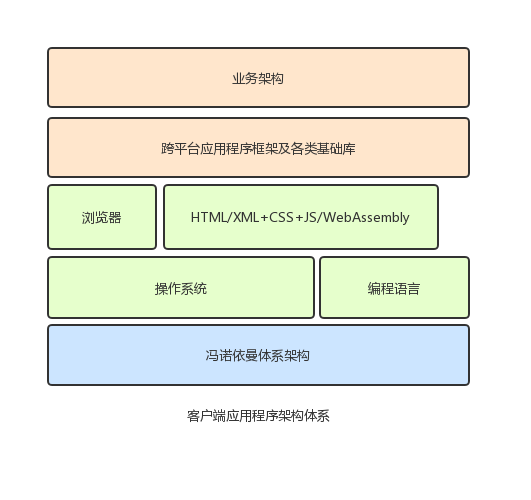 业务架构
跨平台应用程序框架及各类基础库
浏览器
HTML/XML+CSS+JS/WebAssembly
操作系统
编程语言
冯诺依曼体系架构
客户端应用程序架构体系